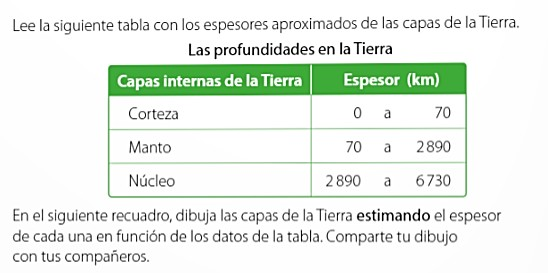 Lee la siguiente tabla con los espesores aproximados de las capas de la Tierra.
Las profundidades en la Tierra
Capas internas de la Tierra Espesor (km)
Corteza 0 a 70
Manto 70 a 2 890
Núcleo 2 890 a 6 730
En el siguiente recuadro, dibuja las capas de la Tierra estimando el espesor
de cada una en función de los datos de la tabla. Comparte tu dibujo
con tus compañeros.